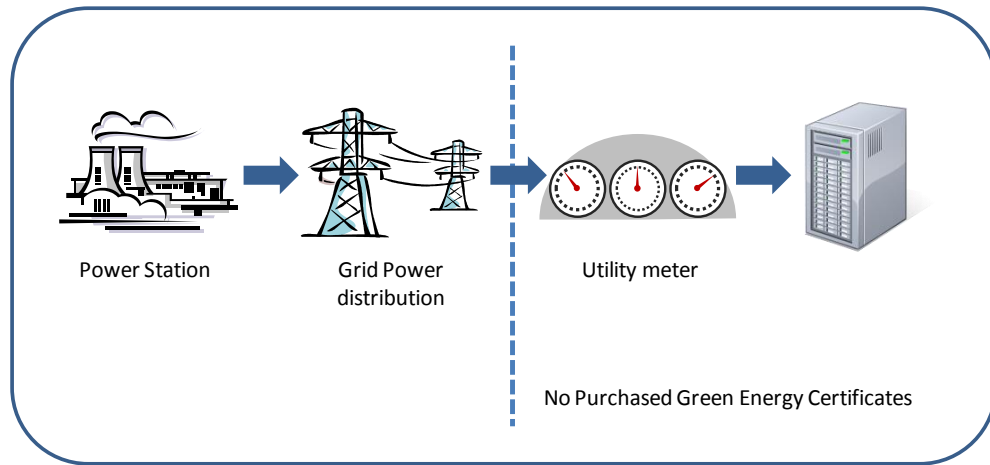 Power Station
Grid Power
distribution
Utility meter
No Purchased Green Energy Certificates